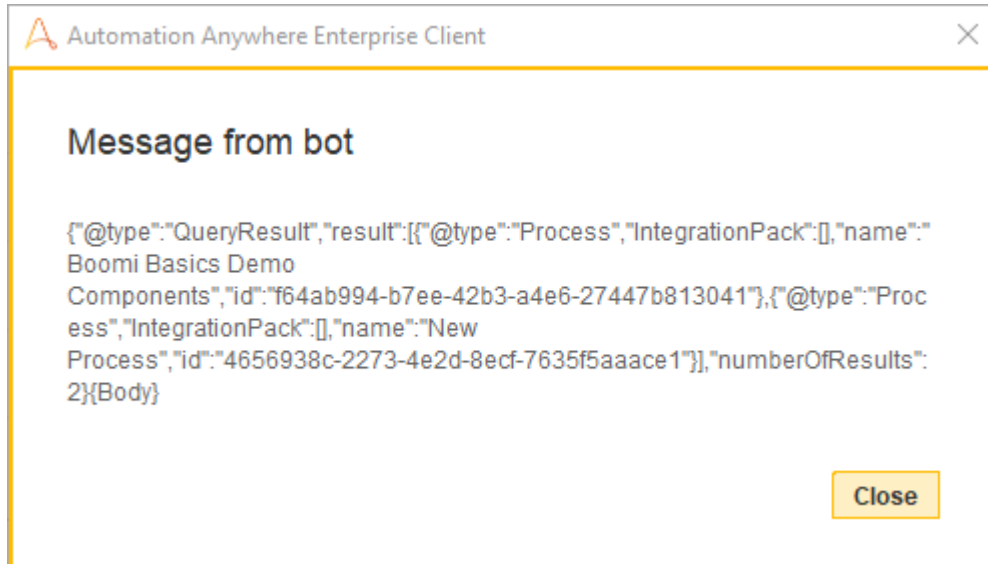 Automation Anywhere Enterprise Client
Message from bot
{"@type":"QueryResult","result":[{"@type":"Process","IntegrationPack":[],"name":"
Boomi Basics Demo
Components","id":"f64ab994-b7ee-42b3-a4e6-27447b813041"},{"@type":"Proc
ess","IntegrationPack":[],"name":"New
Process","id":"4656938c-2273-4e2d-8ecf-7635f5aaace1"}],"numberOfResults":
2}{Body}
Close